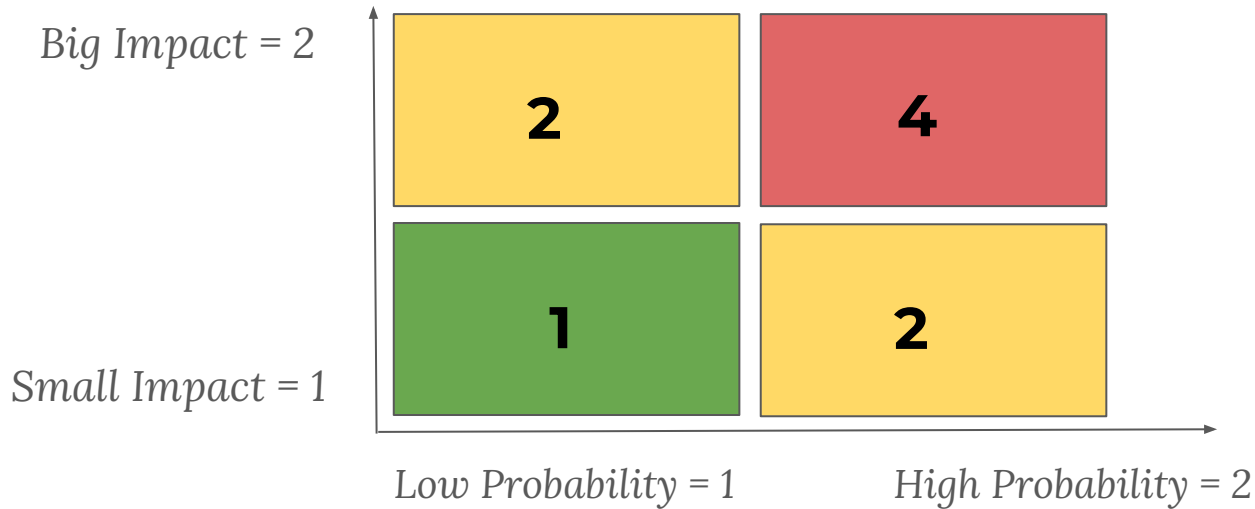 Big Impact = 2
2
4
1
2
Small Impact = 1
Low Probability = 1
High Probability = 2